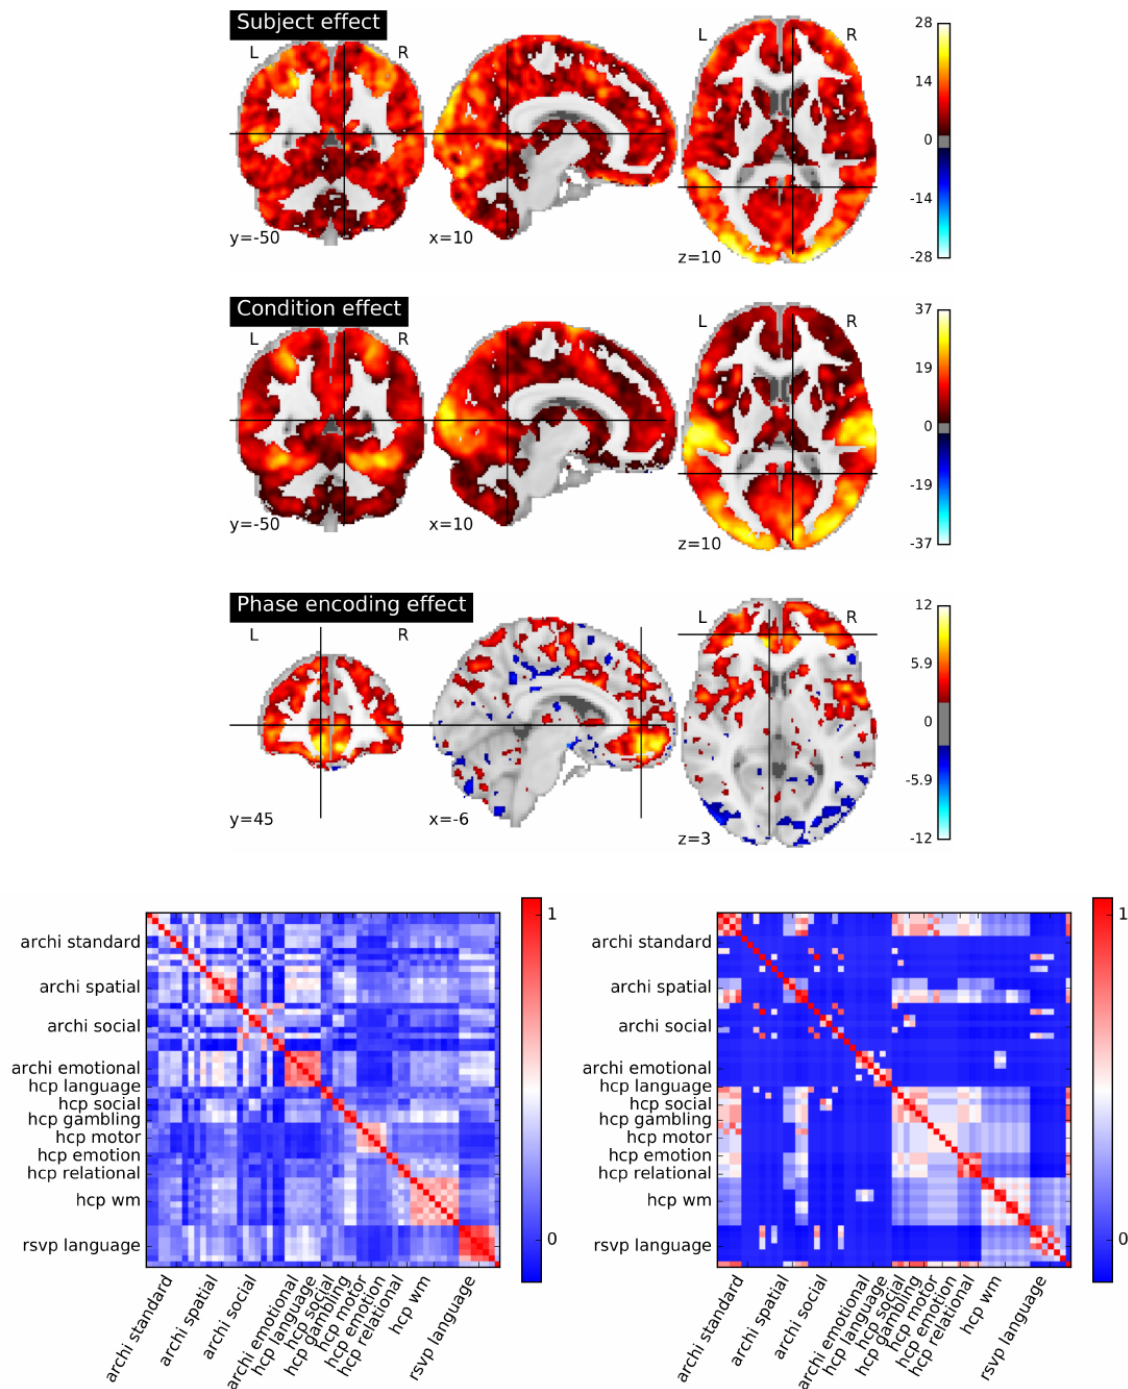 Subject effect
L
R
y=-50
x=10
z=10
L
R
28
14
0
-14
-28
Condition effect
L
R
y=-50
x=10
z=10
L
R
37
19
0
-19
-37
Phase encoding effect
L
R
y=45
x=-6
z=3
L
R
12
5.9
0
-5.9
-12
archi standard
archi spatial
archi social
archi emotional
hcp language
hcp social
hcp gambling
hcp motor
hcp emotion
hcp relational
hcp wm
rsvp language
archi standard
archi spatial
archi social
archi emotional
hcp language
hcp social
hcp gambling
hcp motor
hcp emotion
hcp relational
hcp wm
rsvp language
1
0
archi standard
archi spatial
archi social
archi emotional
hcp language
hcp social
hcp gambling
hcp motor
hcp emotion
hcp relational
hcp wm
rsvp language
archi standard
archi spatial
archi social
archi emotional
hcp language
hcp social
hcp gambling
hcp motor
hcp emotion
hcp relational
hcp wm
rsvp language
1
0